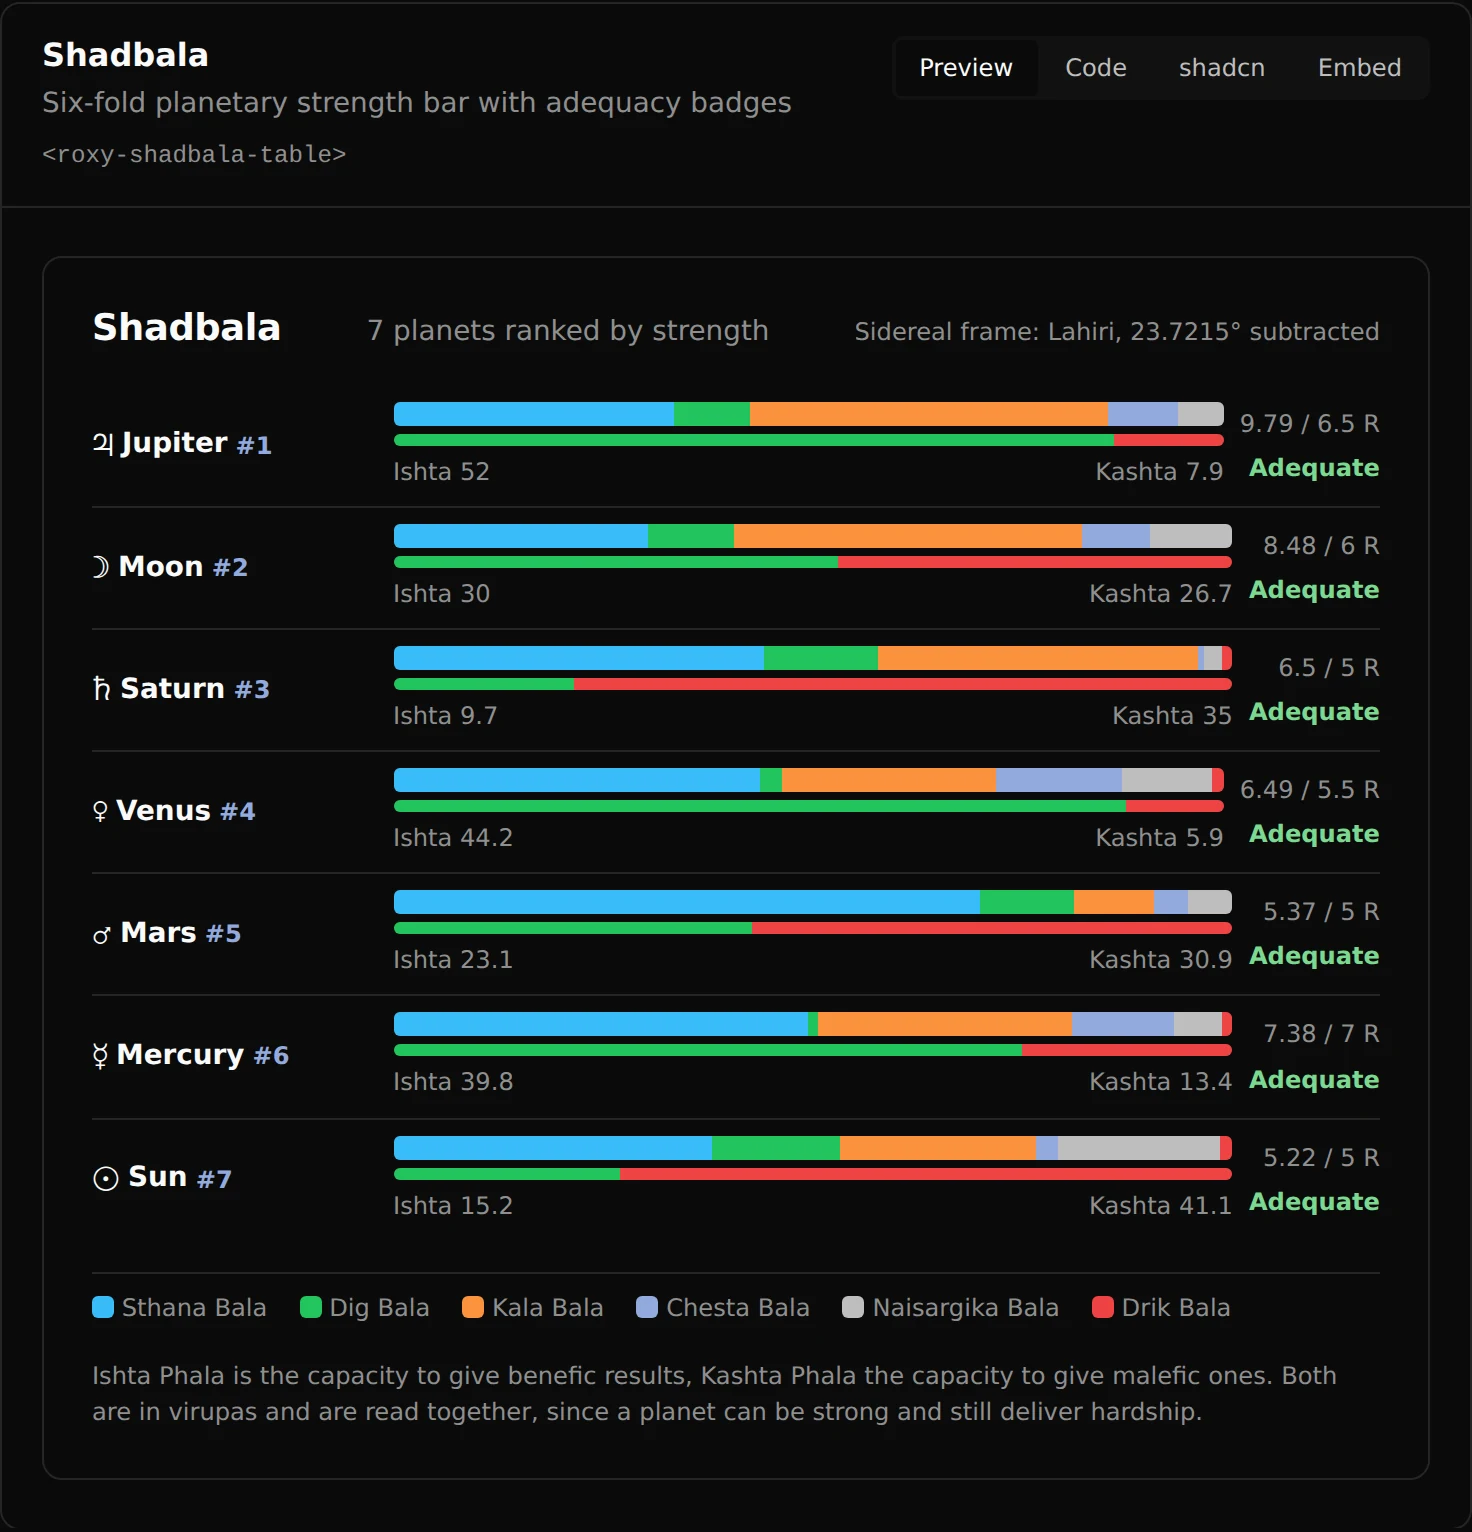 Shadbala
Preview Code shadcn Embed
Six-fold planetary strength bar with adequacy badges
<roxy-shadbala-table>
Shadbala 7 planets ranked by strength Sidereal frame: Lahiri, 23.7215° subtracted
♃ Jupiter #1 9.79 / 6.5 R
Ishta 52 Kashta 7.9 Adequate
☽ Moon #2 8.48 / 6 R
Ishta 30 Kashta 26.7 Adequate
♄ Saturn #3 6.5 / 5 R
Ishta 9.7 Kashta 35 Adequate
♀ Venus #4 6.49 / 5.5 R
Ishta 44.2 Kashta 5.9 Adequate
♂ Mars #5 5.37 / 5 R
Ishta 23.1 Kashta 30.9 Adequate
☿ Mercury #6 7.38 / 7 R
Ishta 39.8 Kashta 13.4 Adequate
☉ Sun #7 5.22 / 5 R
Ishta 15.2 Kashta 41.1 Adequate
Sthana Bala Dig Bala Kala Bala Chesta Bala Naisargika Bala Drik Bala
Ishta Phala is the capacity to give benefic results, Kashta Phala the capacity to give malefic ones. Both
are in virupas and are read together, since a planet can be strong and still deliver hardship.